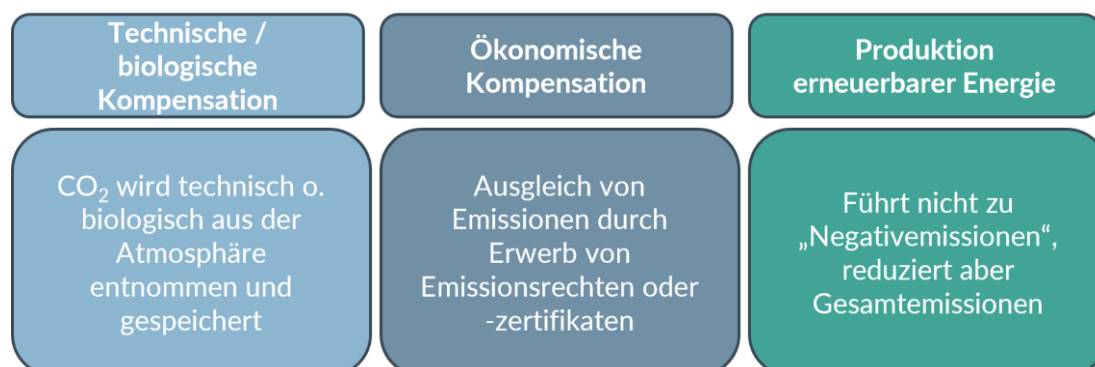 Technische /
biologische
Kompensation
CO₂ wird technisch o.
biologisch aus der
Atmosphäre
entnommen und
gespeichert
Ökonomische
Kompensation
Ausgleich von
Emissionen durch
Erwerb von
Emissionsrechten oder
-zertifikaten
Produktion
erneuerbarer Energie
Führt nicht zu
„Negativemissionen“,
reduziert aber
Gesamtemissionen